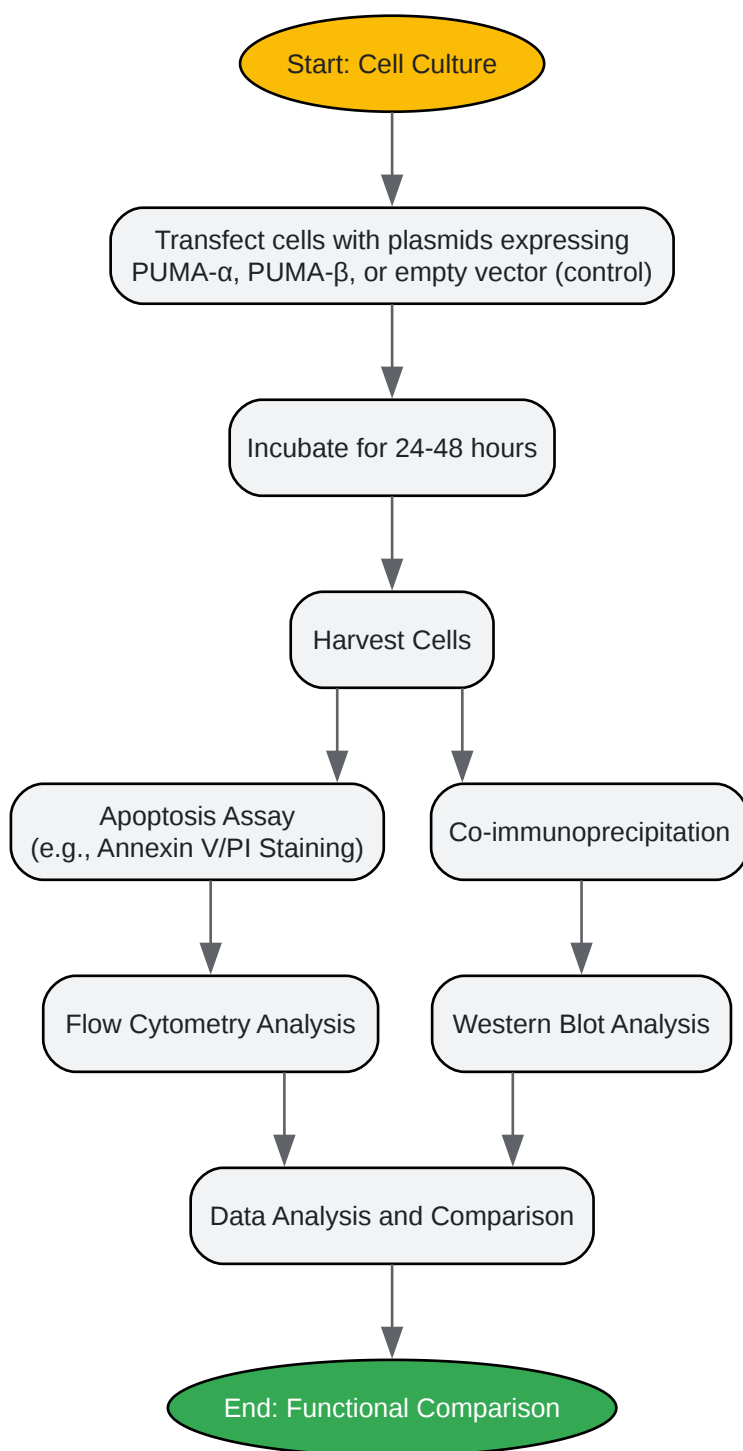 Start: Cell Culture
Transfect cells with plasmids expressing
PUMA-α, PUMA-β, or empty vector (control)
Incubate for 24-48 hours
Harvest Cells
Apoptosis Assay
(e.g., Annexin V/PI Staining)
Co-immunoprecipitation
Flow Cytometry Analysis
Western Blot Analysis
Data Analysis and Comparison
End: Functional Comparison